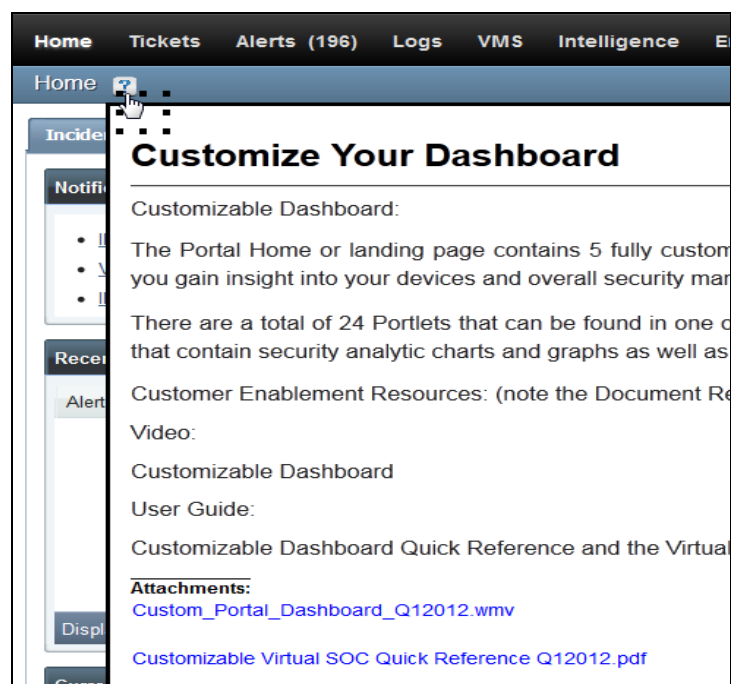 Home Tickets Alerts (196) Logs VMS Intelligence
Home ?
Customize Your Dashboard
Customizable Dashboard:
The Portal Home or landing page contains 5 fully
you gain insight into your devices and overall security
There are a total of 24 Portlets that can be found in one
that contain security analytic charts and graphs as well as
Alert
Customer Enablement Resources: (note the Document
Video:
Customizable Dashboard
User Guide:
Customizable Dashboard Quick Reference and the Virtual
Attachments:
Custom_Portal_Dashboard_Q12012.wmv
Customizable Virtual SOC Quick Reference Q12012.pdf